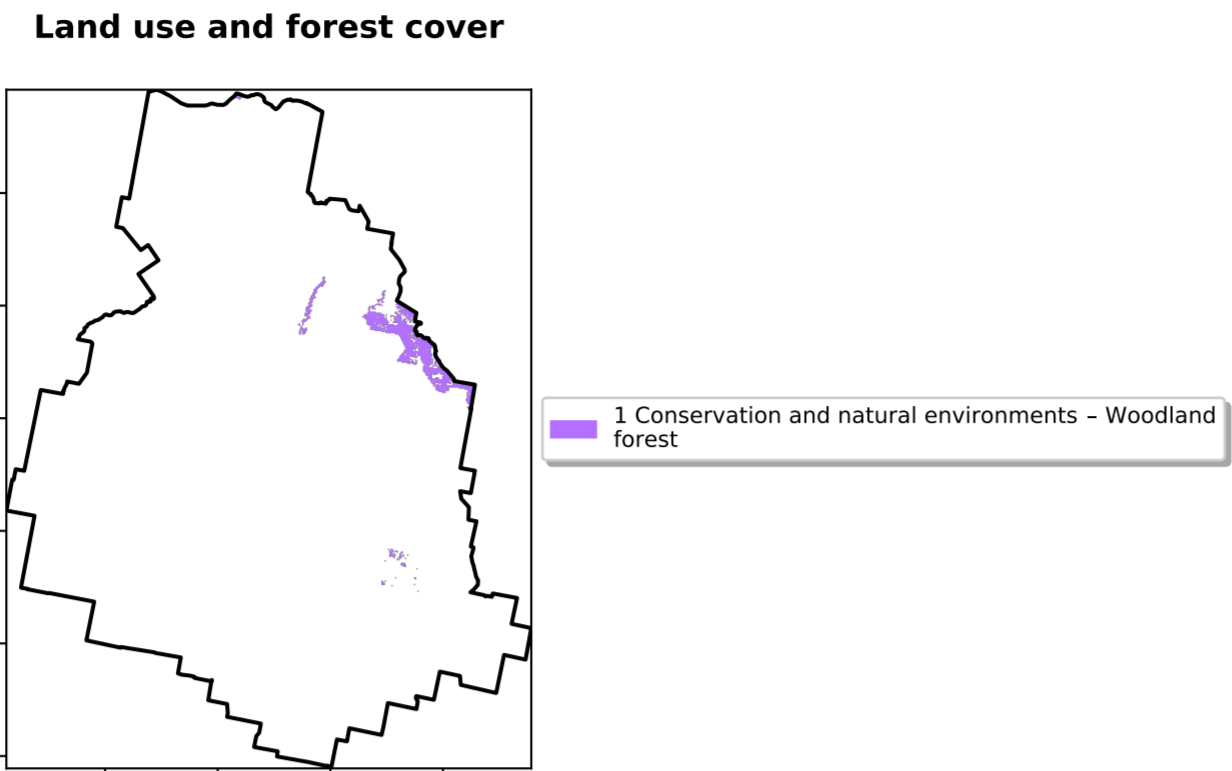 Land use and forest cover
1 Conservation and natural environments – Woodland
forest